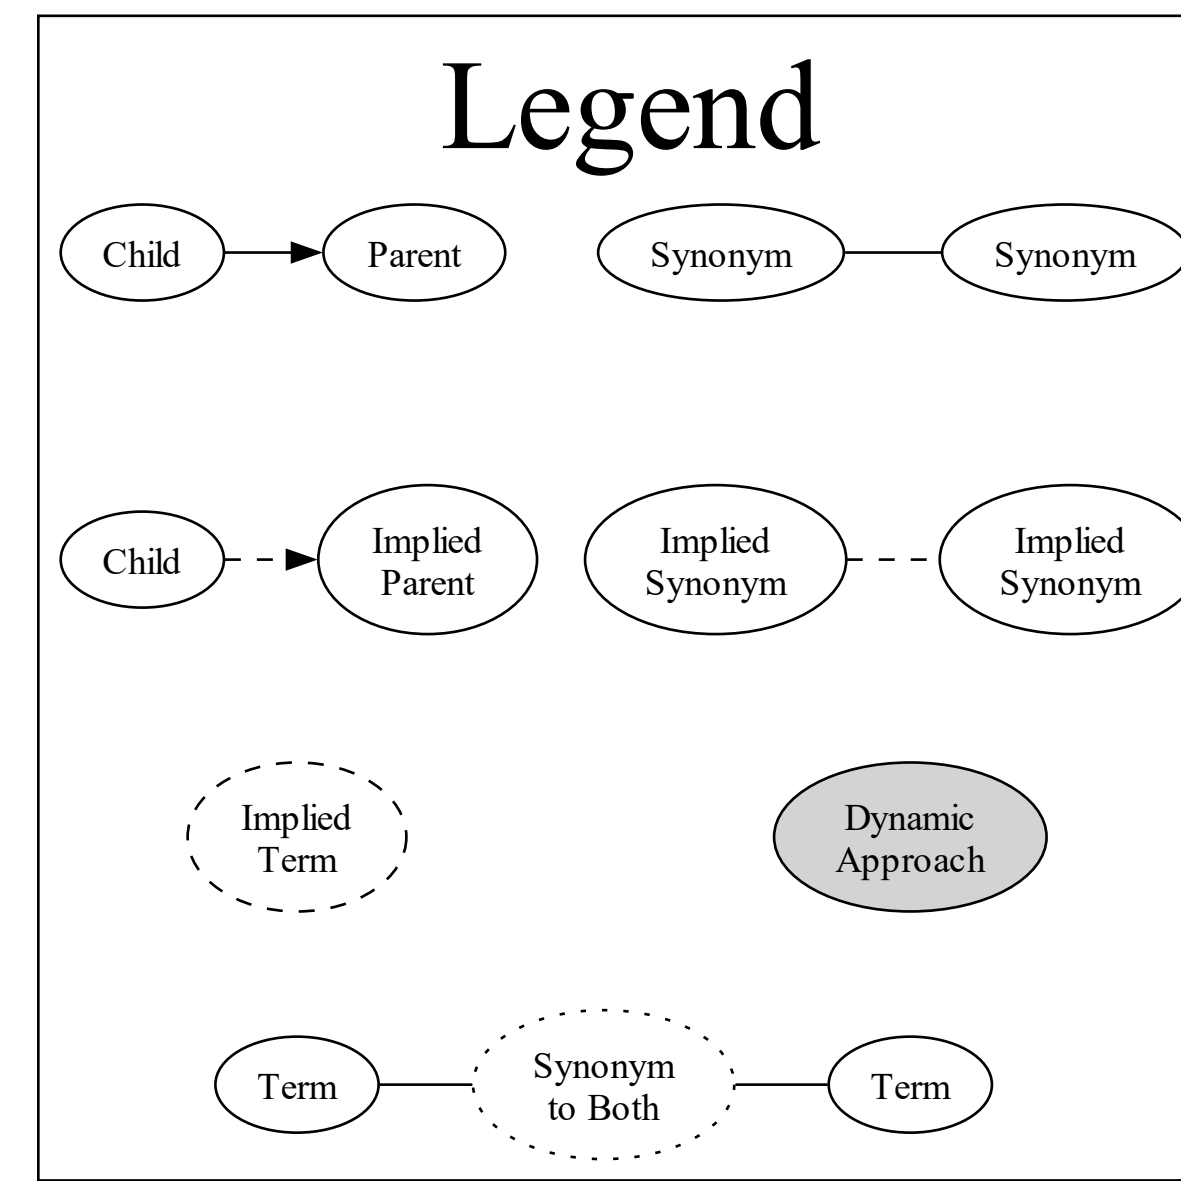 Legend
Child
Parent
Synonym
Synonym
Child
Implied
Parent
Implied
Synonym
Implied
Synonym
Implied
Term
Dynamic
Approach
Term
Synonym
to Both
Term